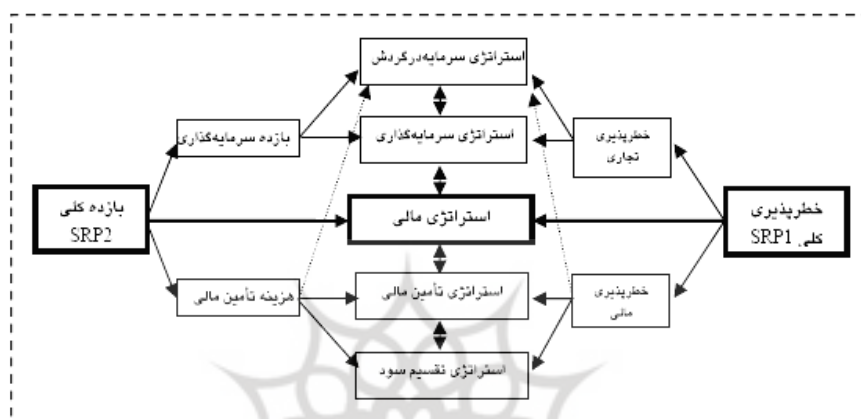 استراتژی سرمایه‌درگردش
خطرپذیری
تجاری
استراتژی سرمایه‌گذاری
بازده سرمایه‌گذاری
خطرپذیری
کلی SRP1
استراتژی مالی
بازده کلی
SRP2
خطرپذیری
مالی
استراتژی تأمین مالی
هزینه تأمین مالی
استراتژی تقسیم سود